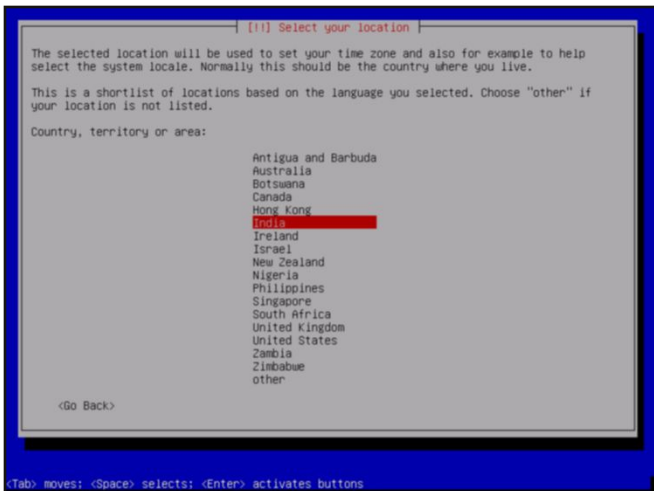 [!!] Select your location
The selected location will be used to set your time zone and also for example to help
select the system locale. Normally this should be the country where you live.
This is a shortlist of locations based on the language you selected. Choose "other" if
your location is not listed.
Country, territory or area:
Antigua and Barbuda
Australia
Botswana
Canada
Hong Kong
India
Ireland
Israel
New Zealand
Nigeria
Philippines
Singapore
South Africa
United Kingdom
United States
Zambia
Zimbabwe
other
<Go Back>
<Tab> moves; <Space> selects; <Enter> activates buttons